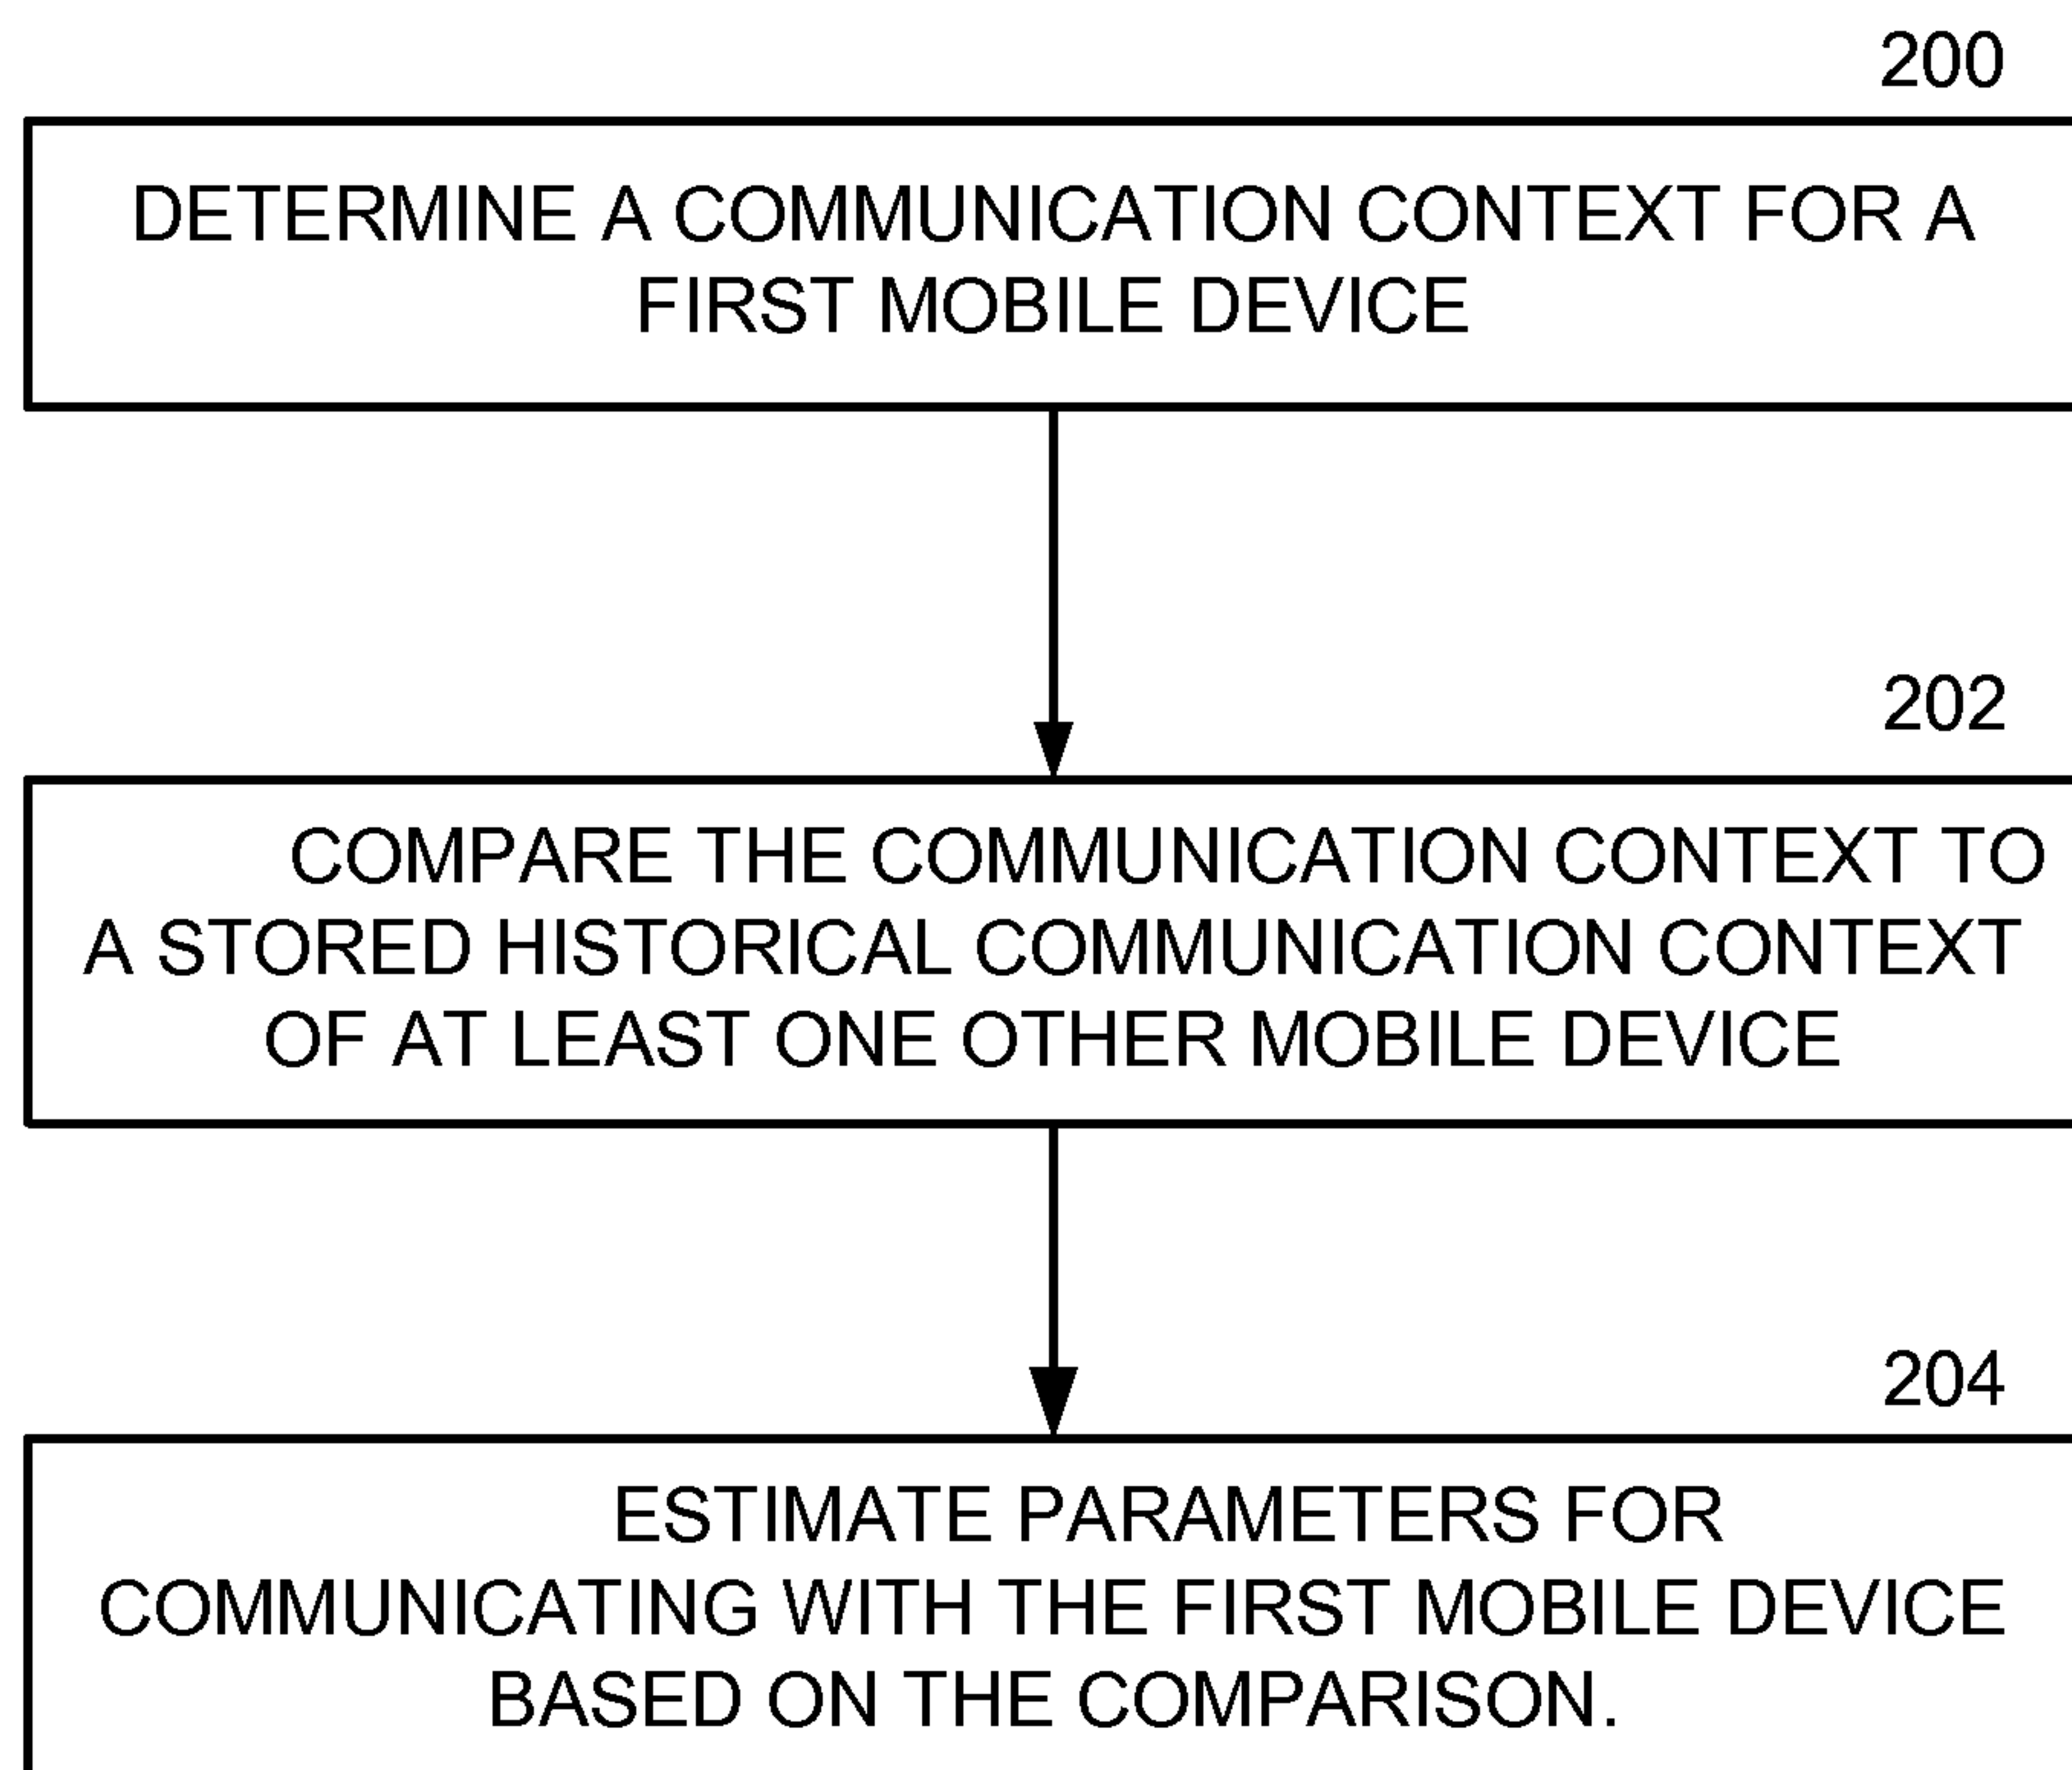 200
DETERMINE A COMMUNICATION CONTEXT FOR A
FIRST MOBILE DEVICE
202
COMPARE THE COMMUNICATION CONTEXT TO
A STORED HISTORICAL COMMUNICATION CONTEXT
OF AT LEAST ONE OTHER MOBILE DEVICE
204
ESTIMATE PARAMETERS FOR
COMMUNICATING WITH THE FIRST MOBILE DEVICE
BASED ON THE COMPARISON.